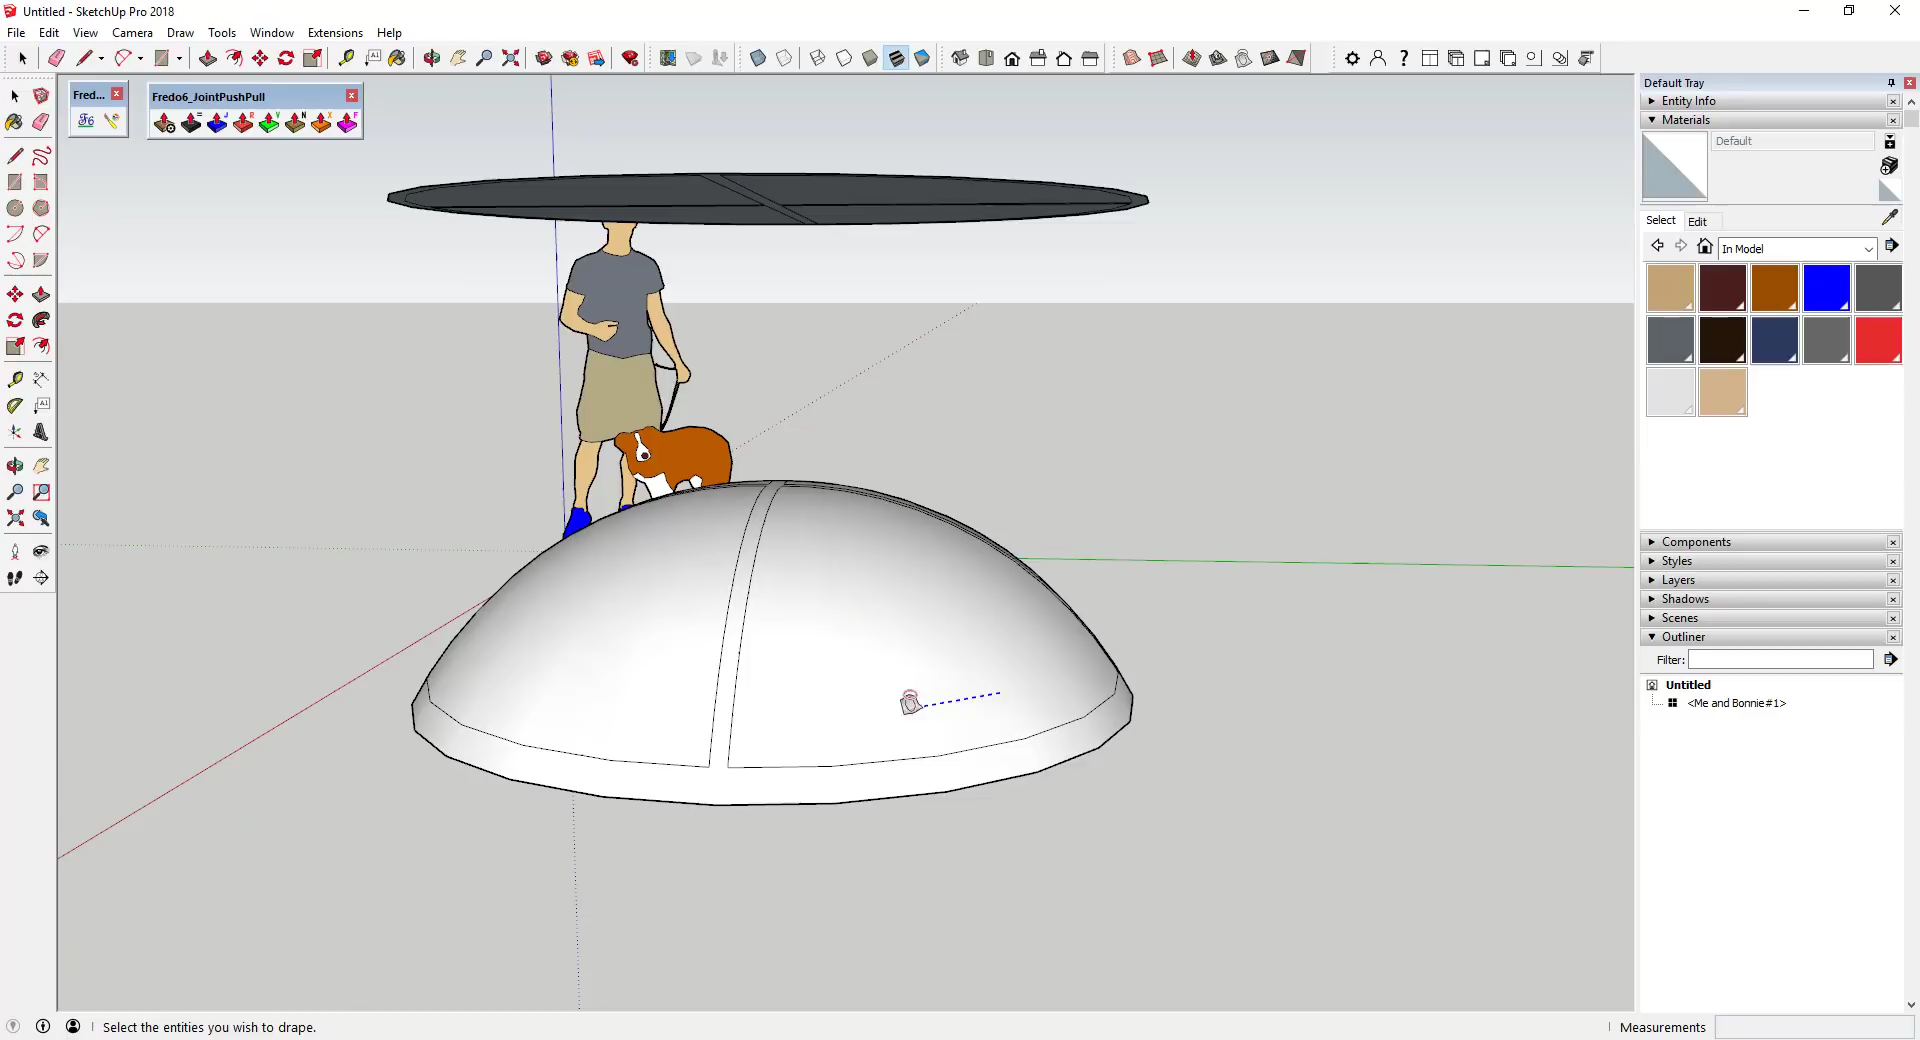 Untitled - SketchUp Pro 2018
File Edit View Camera Draw Tools Window Extensions Help
Default Tray
Entity Info
Materials
Default
Select Edit
In Model
Components
Styles
Layers
Shadows
Scenes
Outliner
Filter:
Untitled
<Me and Bonnie#1>
Fred...
Fredo6_JointPushPull
Select the entities you wish to drape.
Measurements